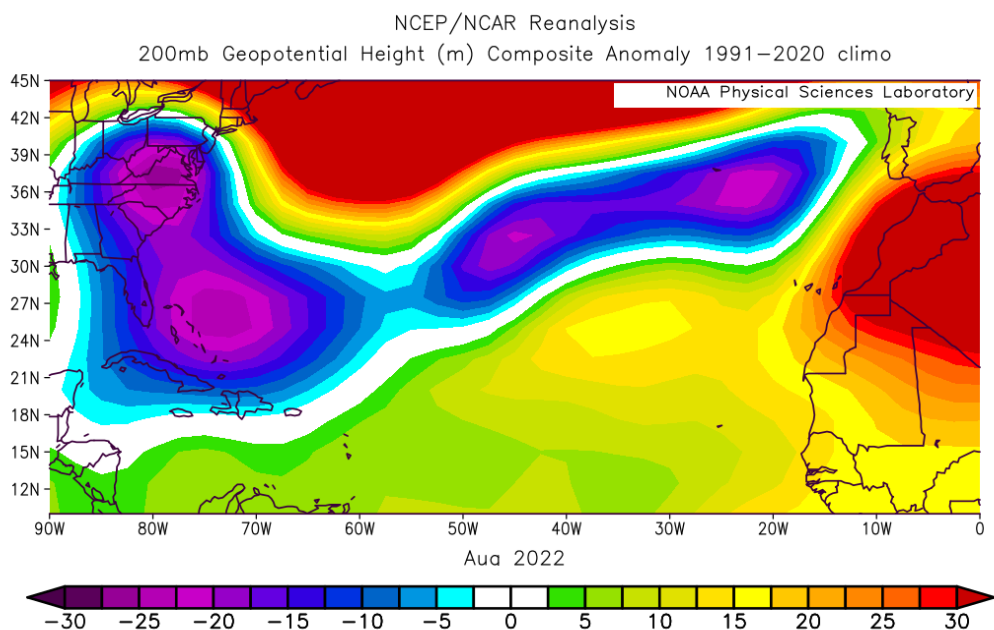 NCEP/NCAR Reanalysis
200mb Geopotential Height (m) Composite Anomaly 1991−2020 climo
NOAA Physical Sciences Laboratory
45N
42N
39N
36N
33N
30N
27N
24N
21N
18N
15N
12N
90W 80W 70W 60W 50W 40W 30W 20W 10W 0
Aua 2022
−30 −25 −20 −15 −10 −5 0 5 10 15 20 25 30